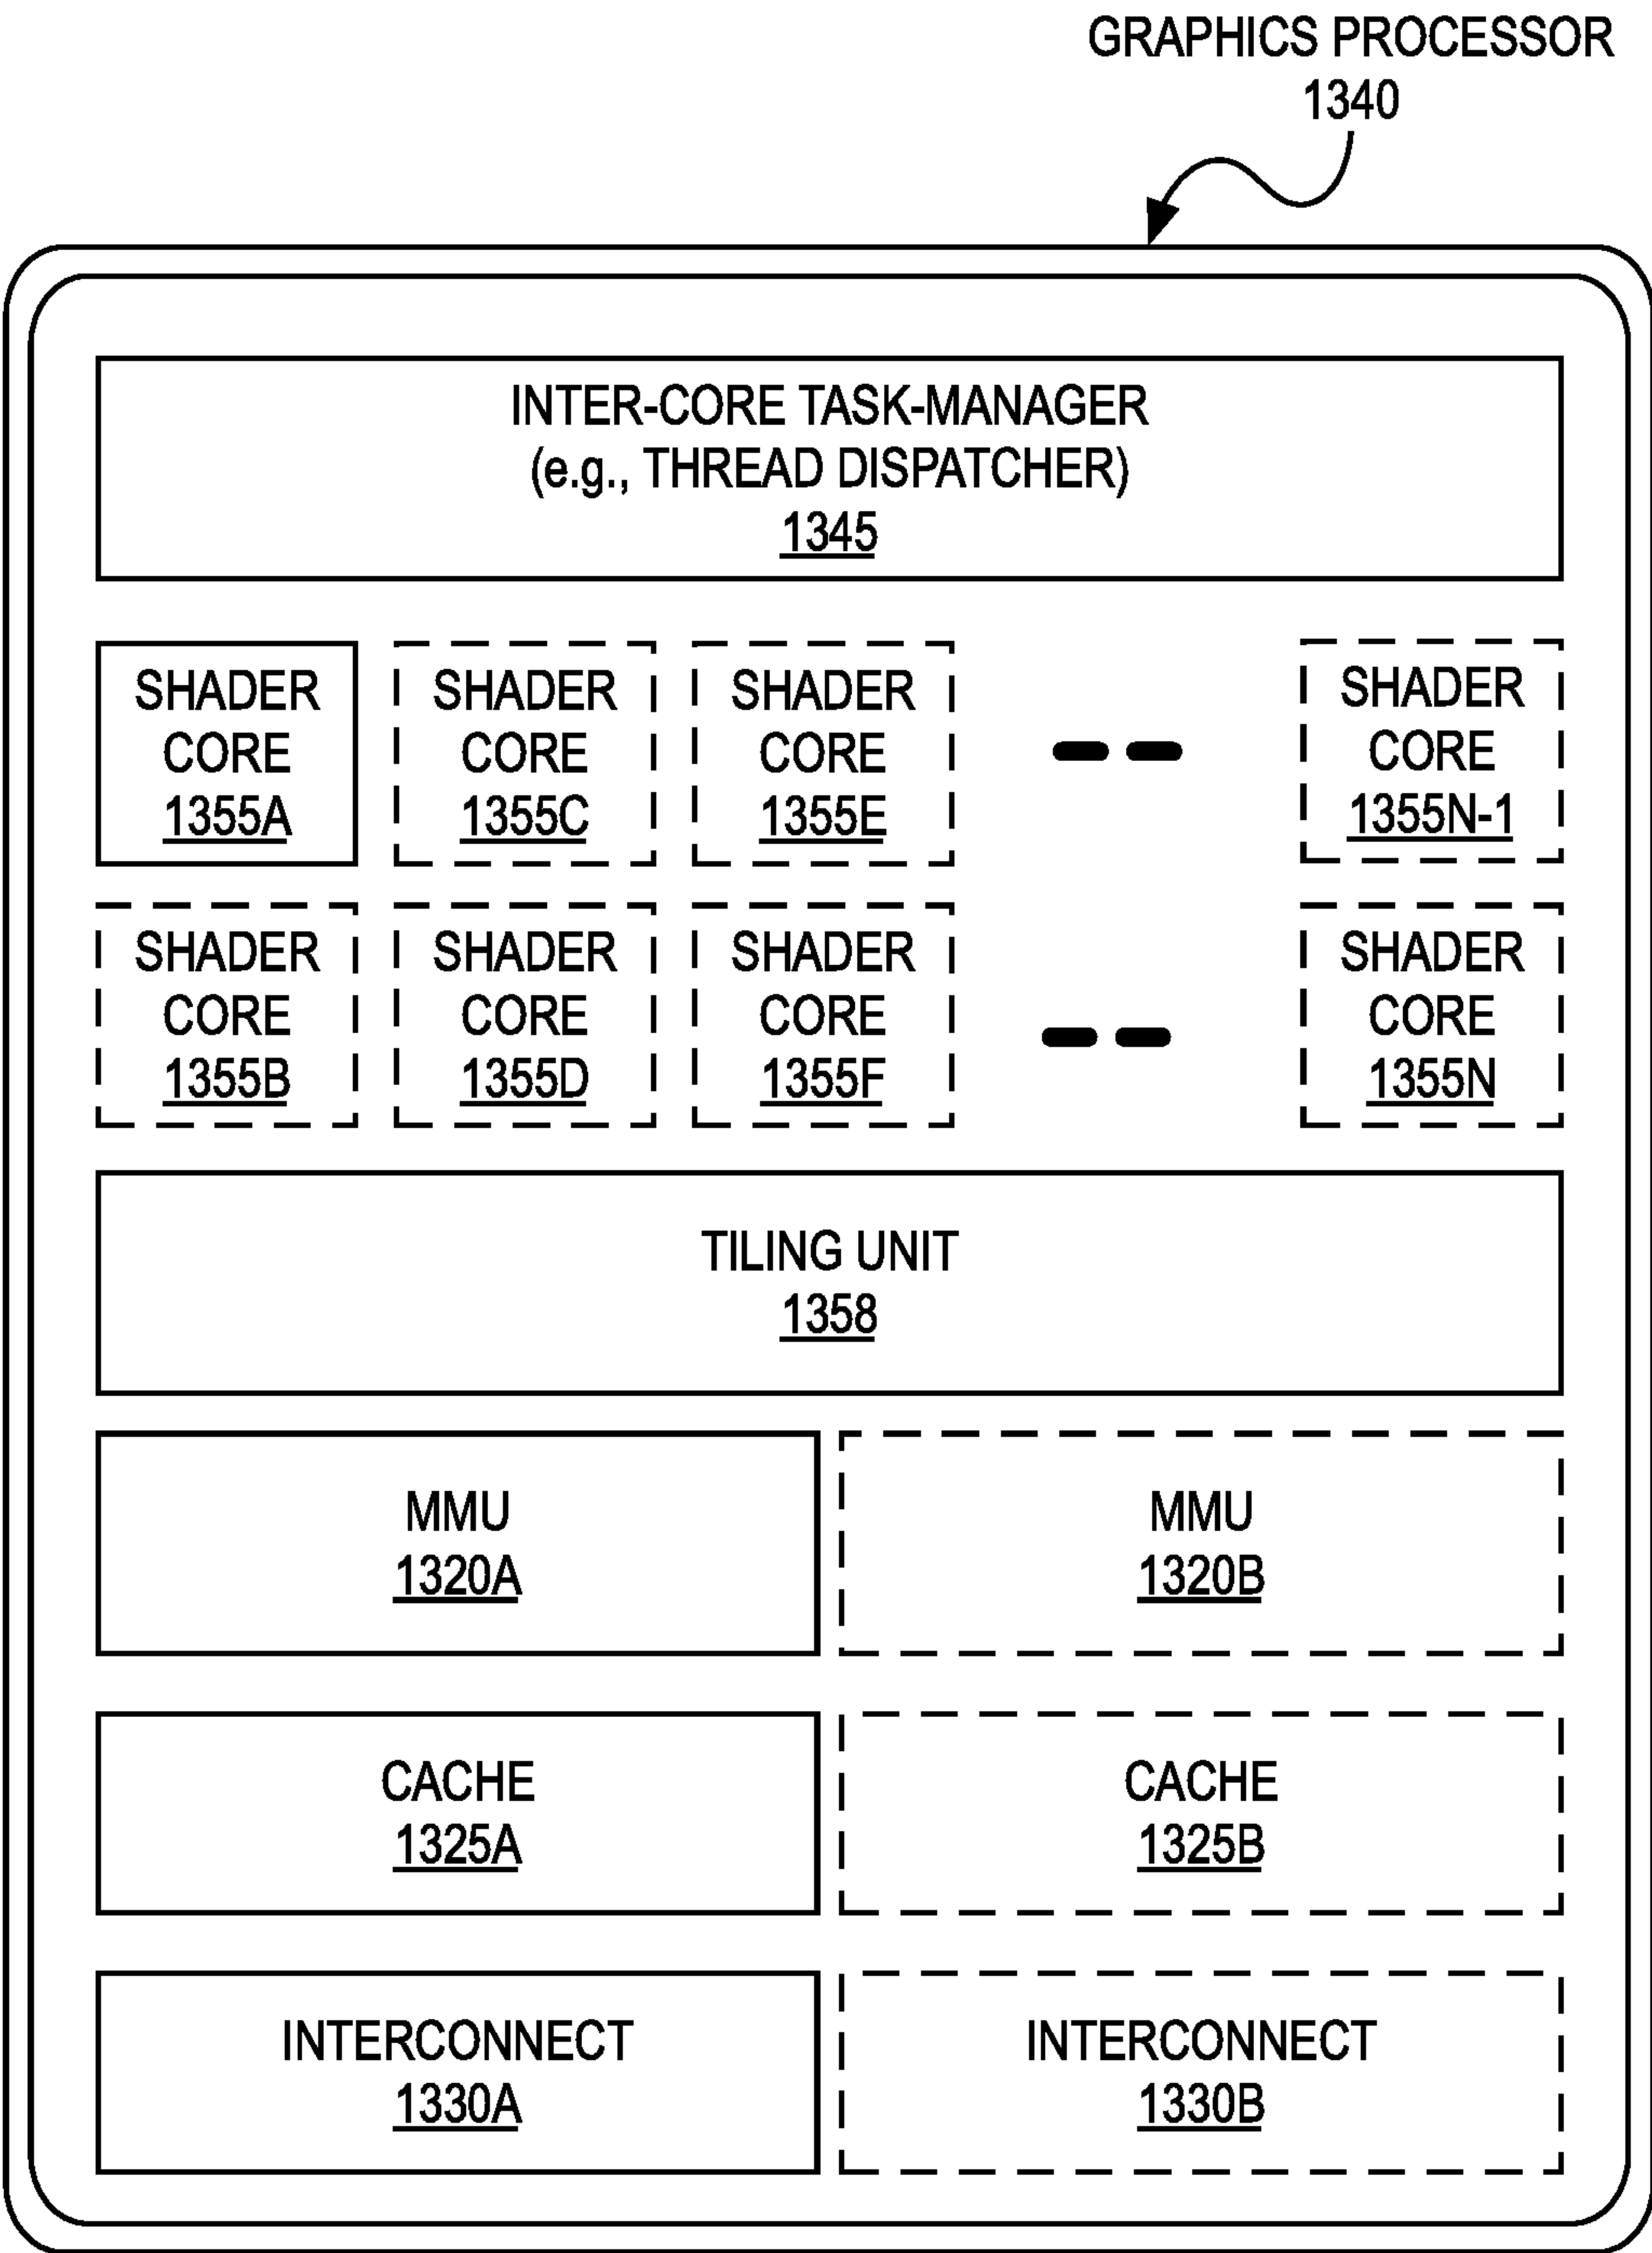 GRAPHICS PROCESSOR
1340
INTER-CORE TASK-MANAGER
(e.g., THREAD DISPATCHER)
1345
SHADER
CORE
1355A
SHADER
CORE
1355C
SHADER
CORE
1355E
SHADER
CORE
1355N-1
SHADER
CORE
1355B
SHADER
CORE
1355D
SHADER
CORE
1355F
SHADER
CORE
1355N
TILING UNIT
1358
MMU
1320A
MMU
1320B
CACHE
1325A
CACHE
1325B
INTERCONNECT
1330A
INTERCONNECT
1330B